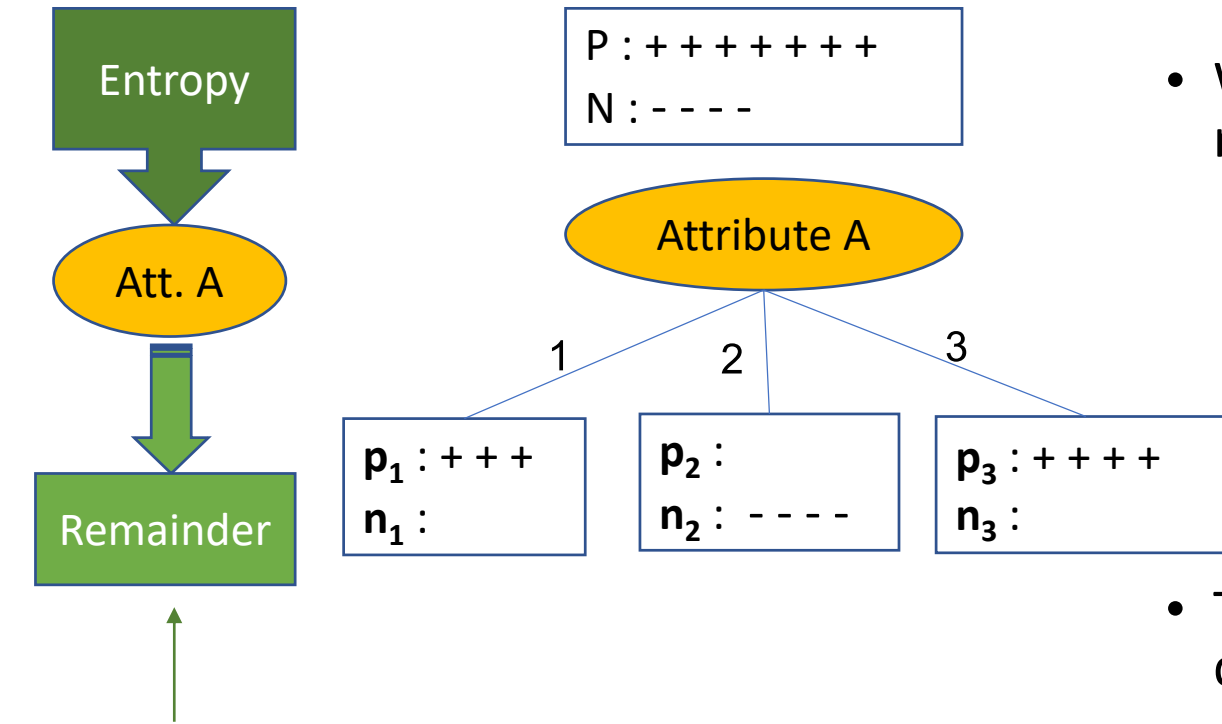 Entropy
Att. A
Remainder
P : + + + + + + +
N : - - - -
Attribute A
1
2
3
p₁ : + + +
n₁ :
p₂ :
n₂ : - - - -
p₃ : + + + +
n₃ :